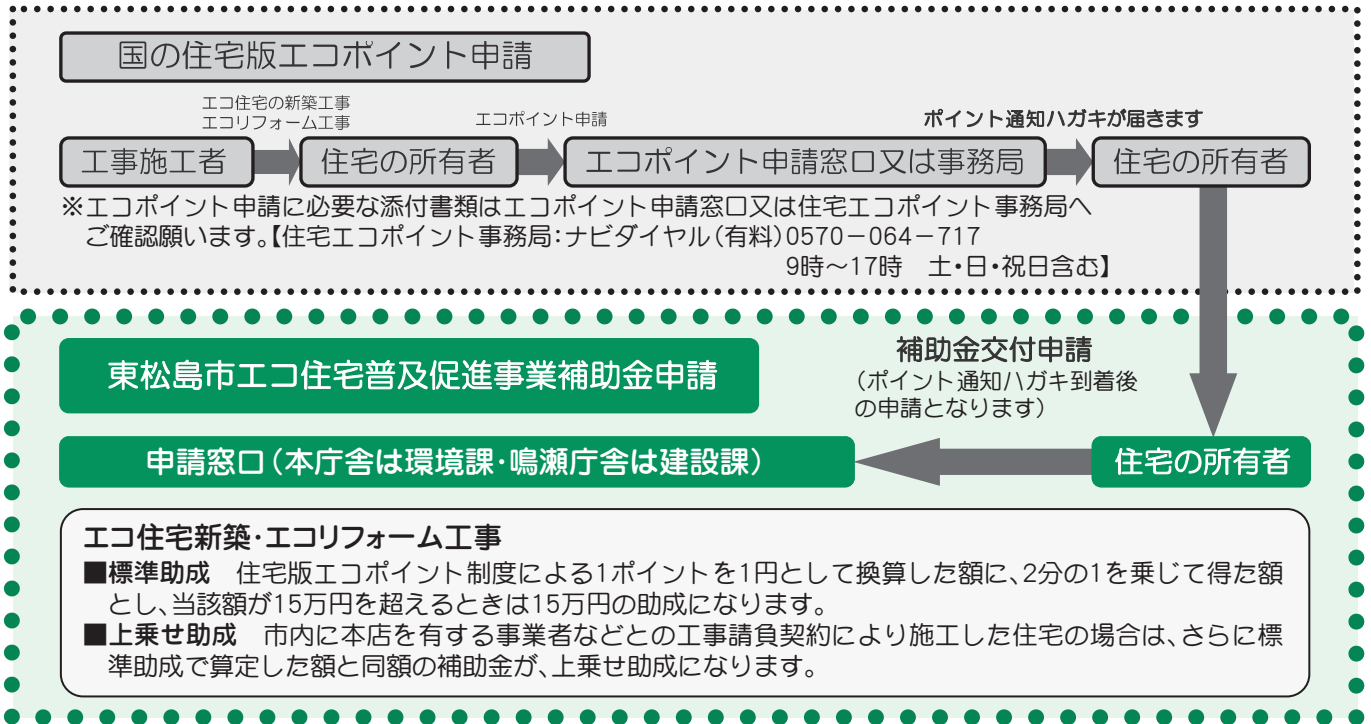 国の住宅版エコポイント申請
エコ住宅の新築工事
エコリフォーム工事
エコポイント申請
ポイント通知ハガキが届きます
工事施工者
住宅の所有者
エコポイント申請窓口又は事務局
住宅の所有者
※エコポイント申請に必要な添付書類はエコポイント申請窓口又は住宅エコポイント事務局へ
ご確認願います。【住宅エコポイント事務局：ナビダイヤル（有料）0570－064－717
9時～17時　土・日・祝日含む】
東松島市エコ住宅普及促進事業補助金申請
補助金交付申請
（ポイント通知ハガキ到着後
の申請となります）
申請窓口（本庁舎は環境課・鳴瀬庁舎は建設課）
住宅の所有者
エコ住宅新築・エコリフォーム工事
■標準助成　住宅版エコポイント制度による1ポイントを1円として換算した額に、2分の1を乗じて得た額
とし、当該額が15万円を超えるときは15万円の助成になります。
■上乗せ助成　市内に本店を有する事業者などとの工事請負契約により施工した住宅の場合は、さらに標
準助成で算定した額と同額の補助金が、上乗せ助成になります。